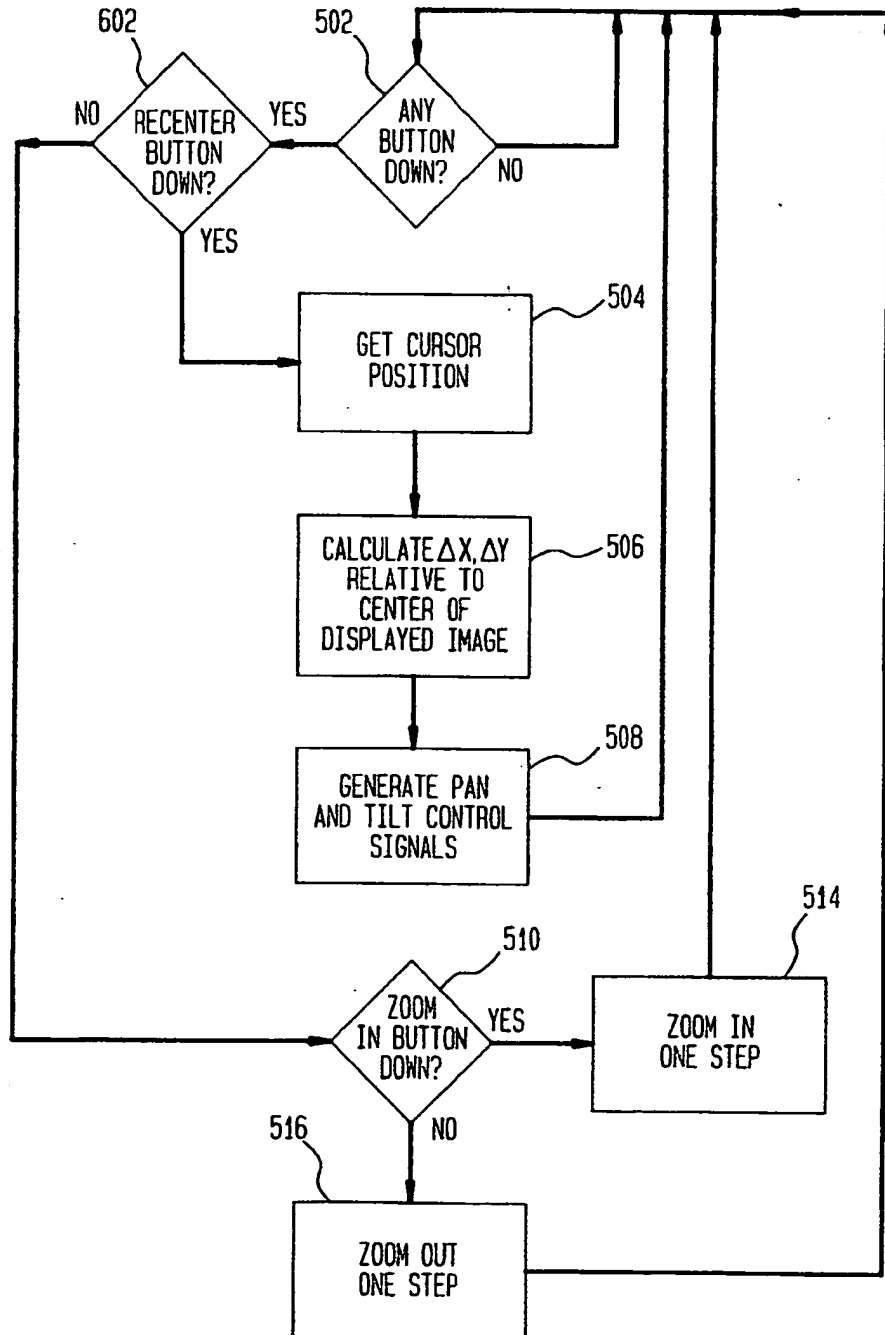 602
502
NO
RECENTER
BUTTON
DOWN?
YES
ANY
BUTTON
DOWN?
NO
YES
504
GET CURSOR
POSITION
CALCULATE ΔX, ΔY
RELATIVE TO
CENTER OF
DISPLAYED IMAGE
506
508
GENERATE PAN
AND TILT CONTROL
SIGNALS
510
514
ZOOM
IN BUTTON
DOWN?
YES
ZOOM IN
ONE STEP
NO
516
ZOOM OUT
ONE STEP